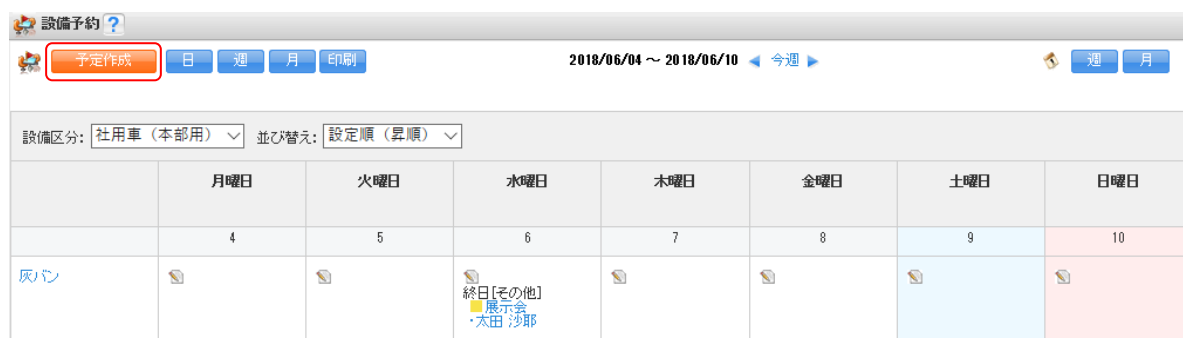 設備予約 ?
予定作成 日 週 月 印刷 2018/06/04 ～ 2018/06/10 今週 週 月
設備区分: 社用車（本部用） 並び替え: 設定順（昇順）
月曜日 火曜日 水曜日 木曜日 金曜日 土曜日 日曜日
4 5 6 7 8 9 10
灰バン
終日[その他]
展示会
・太田 沙耶